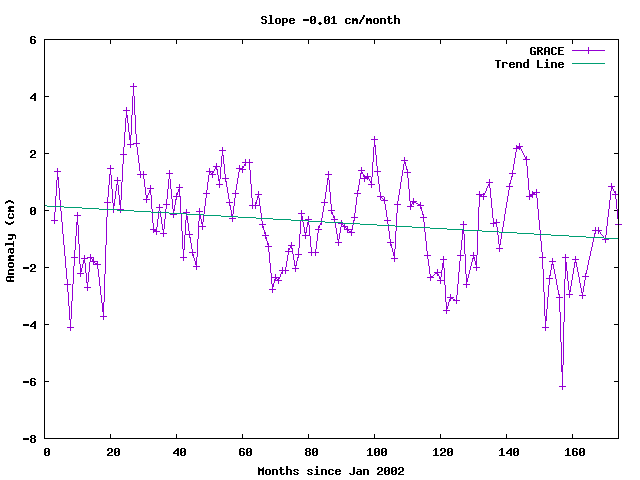 Slope -0.01 cm/month
6
GRACE
Trend Line
4
2
0
-2
-4
-6
-8
Anomaly (cm)
0 20 40 60 80 100 120 140 160
Months since Jan 2002